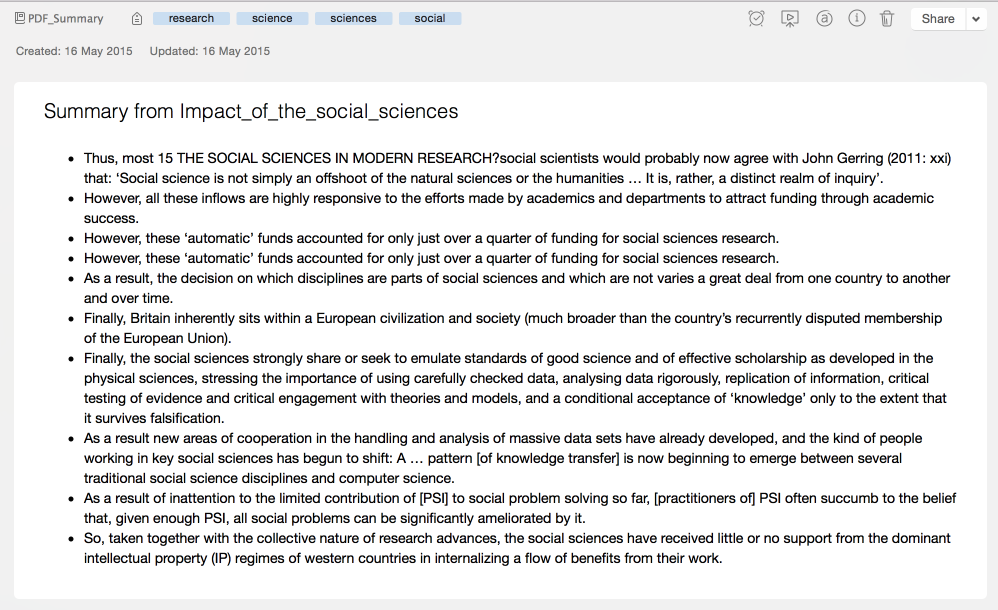 PDF_Summary research science sciences social Share
Created: 16 May 2015 Updated: 16 May 2015
Summary from Impact_of_the_social_sciences
• Thus, most 15 THE SOCIAL SCIENCES IN MODERN RESEARCH?social scientists would probably now agree with John Gerring (2011: xxi)
that: ‘Social science is not simply an offshoot of the natural sciences or the humanities … It is, rather, a distinct realm of inquiry’.
• However, all these inflows are highly responsive to the efforts made by academics and departments to attract funding through academic
success.
• However, these ‘automatic’ funds accounted for only just over a quarter of funding for social sciences research.
• However, these ‘automatic’ funds accounted for only just over a quarter of funding for social sciences research.
• As a result, the decision on which disciplines are parts of social sciences and which are not varies a great deal from one country to another
and over time.
• Finally, Britain inherently sits within a European civilization and society (much broader than the country’s recurrently disputed membership
of the European Union).
• Finally, the social sciences strongly share or seek to emulate standards of good science and of effective scholarship as developed in the
physical sciences, stressing the importance of using carefully checked data, analysing data rigorously, replication of information, critical
testing of evidence and critical engagement with theories and models, and a conditional acceptance of ‘knowledge’ only to the extent that
it survives falsification.
• As a result new areas of cooperation in the handling and analysis of massive data sets have already developed, and the kind of people
working in key social sciences has begun to shift: A … pattern [of knowledge transfer] is now beginning to emerge between several
traditional social science disciplines and computer science.
• As a result of inattention to the limited contribution of [PSI] to social problem solving so far, [practitioners of] PSI often succumb to the belief
that, given enough PSI, all social problems can be significantly ameliorated by it.
• So, taken together with the collective nature of research advances, the social sciences have received little or no support from the dominant
intellectual property (IP) regimes of western countries in internalizing a flow of benefits from their work.